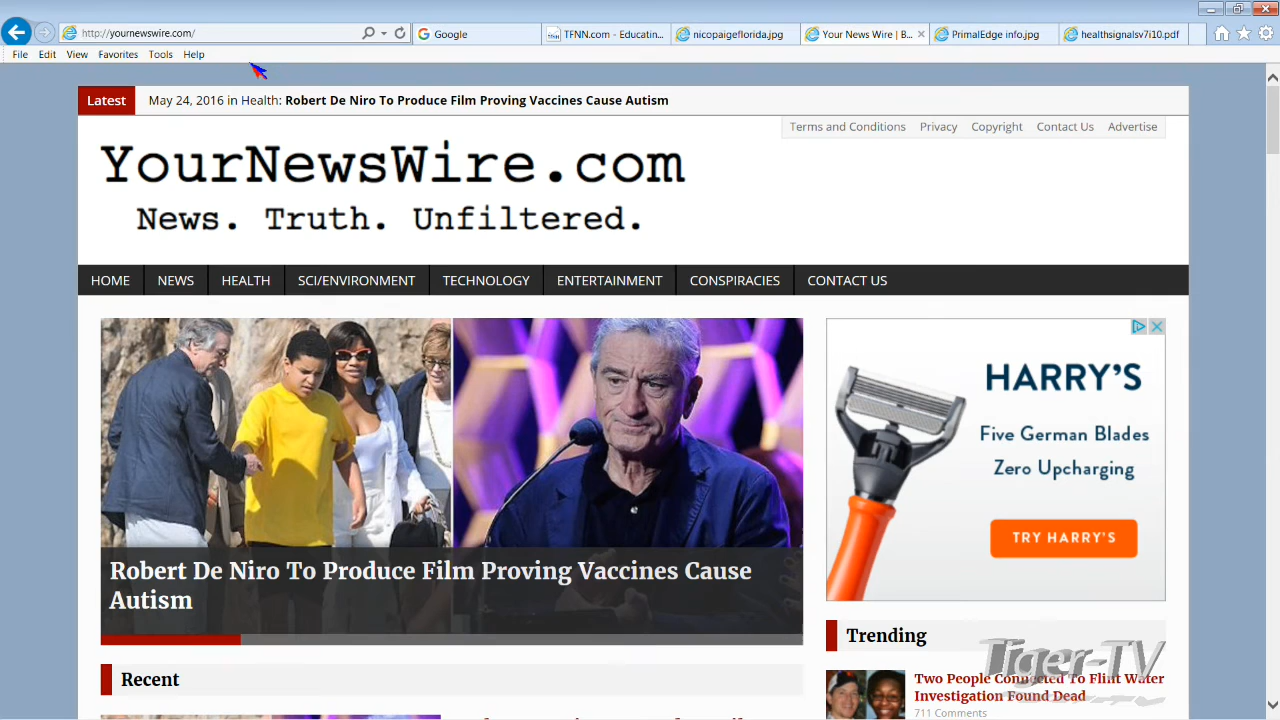 http://yournewswire.com/
Google
TFNN.com - Educatin...
nicopaigeflorida.jpg
Your News Wire | B...
PrimalEdge info.jpg
healthsignalsv7i10.pdf
File Edit View Favorites Tools Help
Latest
May 24, 2016 in Health: Robert De Niro To Produce Film Proving Vaccines Cause Autism
Terms and Conditions Privacy Copyright Contact Us Advertise
YourNewsWire.com
News. Truth. Unfiltered.
HOME NEWS HEALTH SCI/ENVIRONMENT TECHNOLOGY ENTERTAINMENT CONSPIRACIES CONTACT US
Robert De Niro To Produce Film Proving Vaccines Cause
Autism
HARRY'S
Five German Blades
Zero Upcharging
TRY HARRY'S
Recent
Trending
Tiger-TV
Two People Connected To Flint Water
Investigation Found Dead
711 Comments